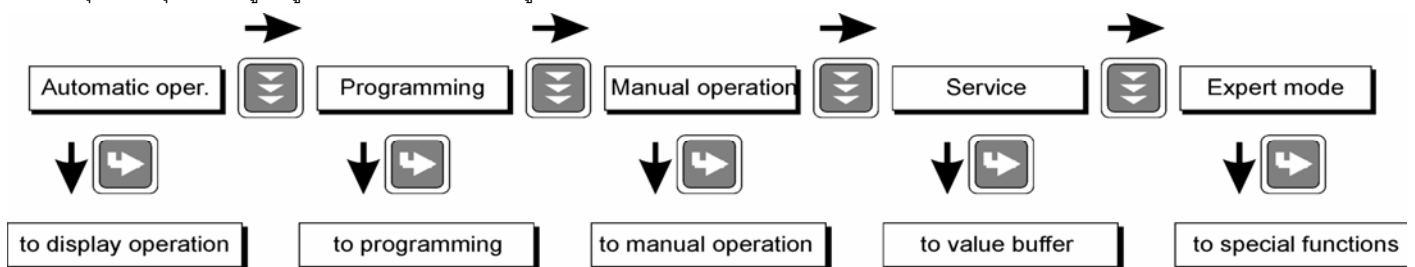 Automatic oper. Programming Manual operation Service Expert mode
to display operation to programming to manual operation to value buffer to special functions